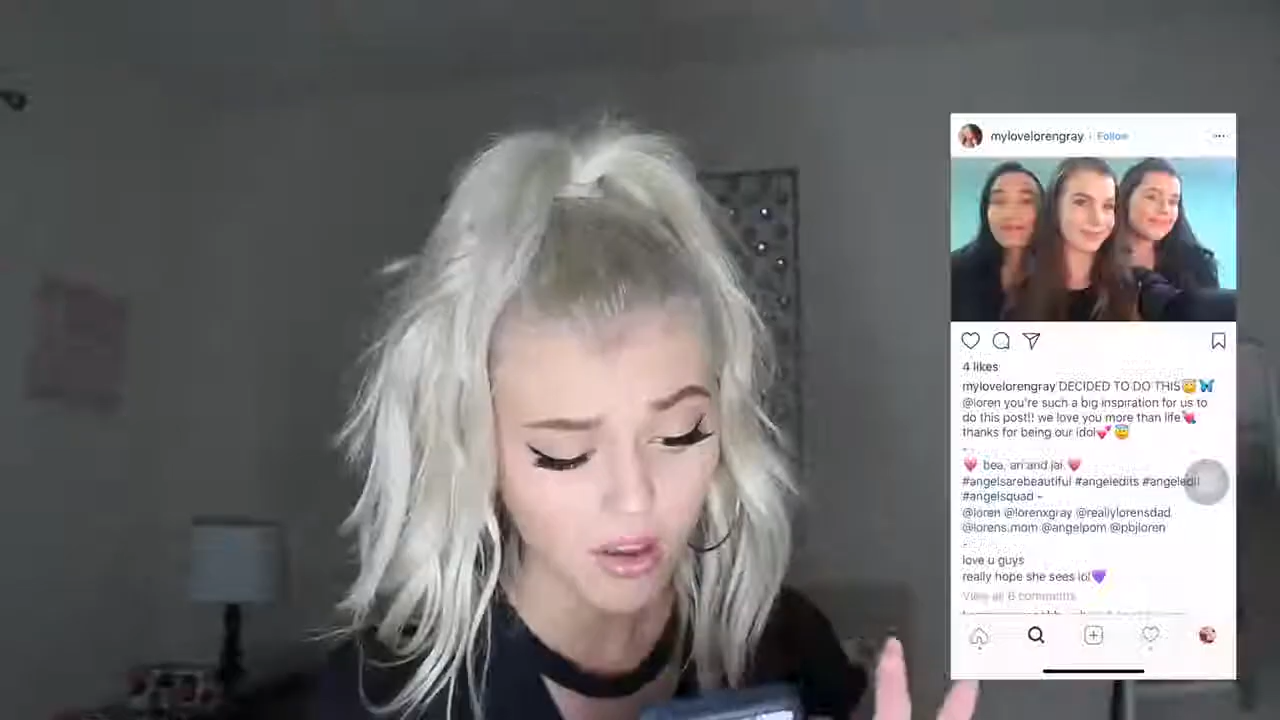 mylovelorengray · Follow
4 likes
mylovelorengray DECIDED TO DO THIS😇🦋
@loren you're such a big inspiration for us to
do this post!! we love you more than life💘
thanks for being our idol💕😇
-
💗 bea, ari and jai 💗
#angelsarebeautiful #angeledits #angeledit
#angelsquad -
@loren @lorenxgray @reallylorensdad
@lorens.mom @angelpom @pbjloren
-
love u guys
really hope she sees lol💜
View all 6 comments